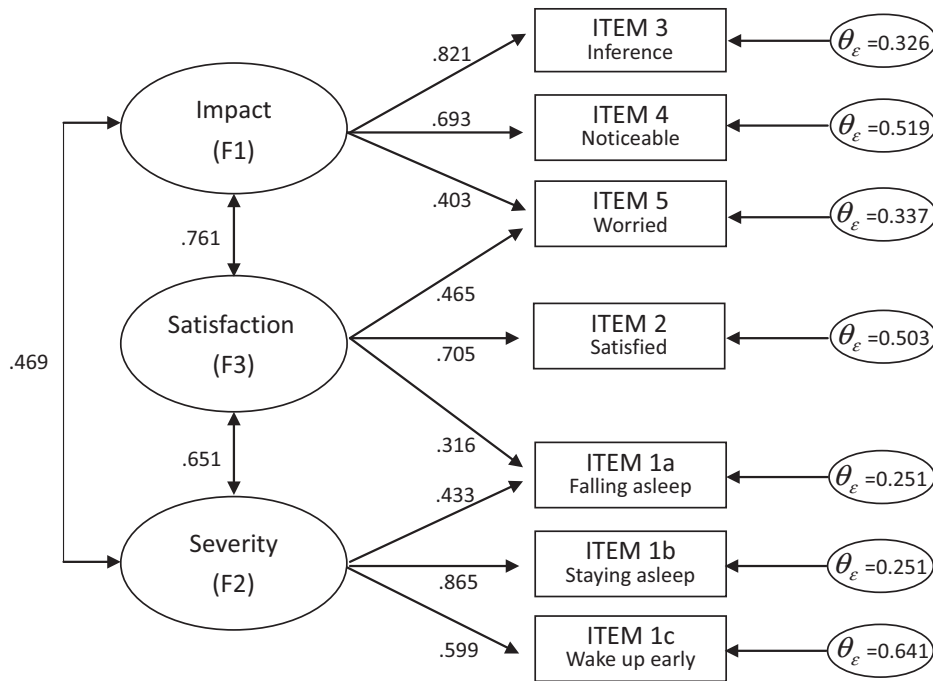 ITEM 3
Inference
θε =0.326
.821
Impact
(F1)
.693
ITEM 4
Noticeable
θε =0.519
.403
ITEM 5
Worried
θε =0.337
.761
.465
Satisfaction
(F3)
.705
ITEM 2
Satisfied
θε =0.503
.469
.316
.651
ITEM 1a
Falling asleep
θε =0.251
.433
Severity
(F2)
.865
ITEM 1b
Staying asleep
θε =0.251
.599
ITEM 1c
Wake up early
θε =0.641